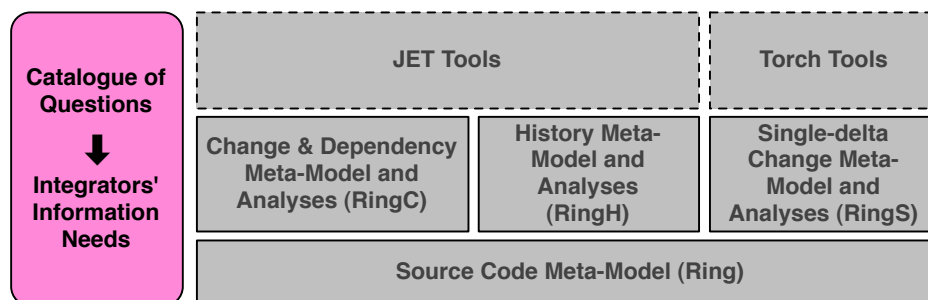 Catalogue of
Questions
Integrators'
Information
Needs
JET Tools
Torch Tools
Change & Dependency
Meta-Model and
Analyses (RingC)
History Meta-
Model and
Analyses
(RingH)
Single-delta
Change Meta-
Model and
Analyses (RingS)
Source Code Meta-Model (Ring)